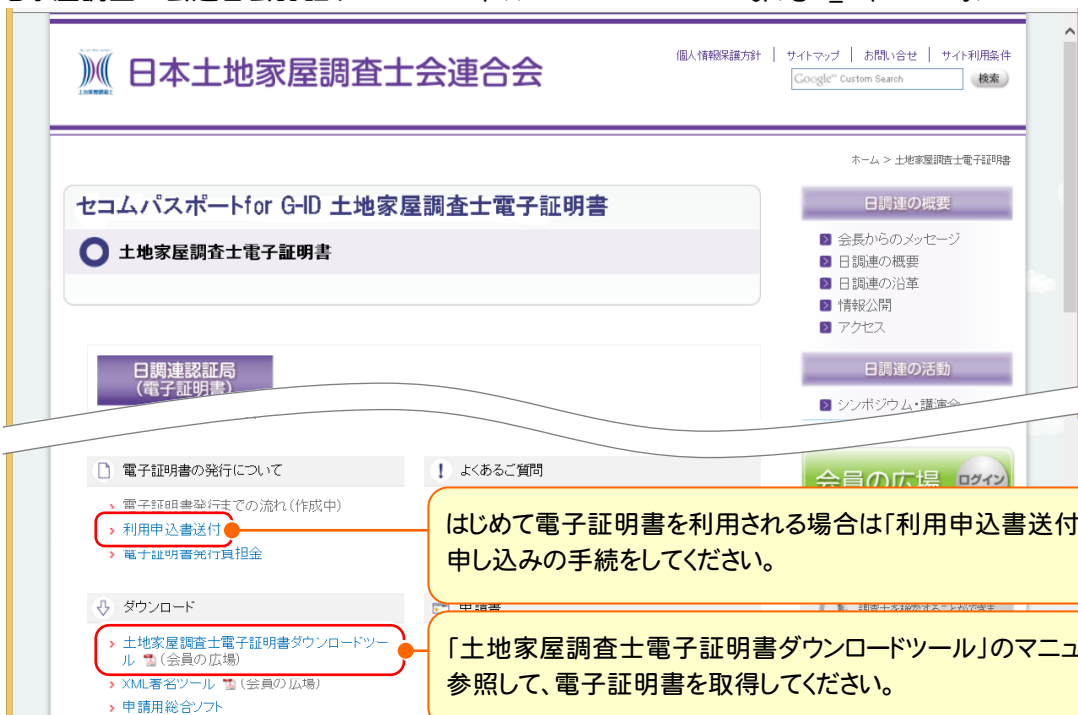 日本土地家屋調査士会連合会
個人情報保護方針 | サイトマップ | お問い合せ | サイト利用条件
Google™ Custom Search
検索
ホーム > 土地家屋調査士電子証明書
セコムパスポートfor G-ID 土地家屋調査士電子証明書
土地家屋調査士電子証明書
日調連の概要
会長からのメッセージ
日調連の概要
日調連の沿革
情報公開
アクセス
日調連認証局
(電子証明書)
日調連の活動
シンポジウム・講演会
電子証明書の発行について
電子証明書発行までの流れ(作成中)
利用申込書送付
電子証明書発行負担金
よくあるご質問
会員の広場
ログイン
はじめて電子証明書を利用される場合は「利用申込書送付
申し込みの手続をしてください。
ダウンロード
土地家屋調査士電子証明書ダウンロードツー
ル (会員の広場)
XML署名ツール (会員の広場)
申請用総合ソフト
申請書
「土地家屋調査士電子証明書ダウンロードツール」のマニュ
参照して、電子証明書を取得してください。